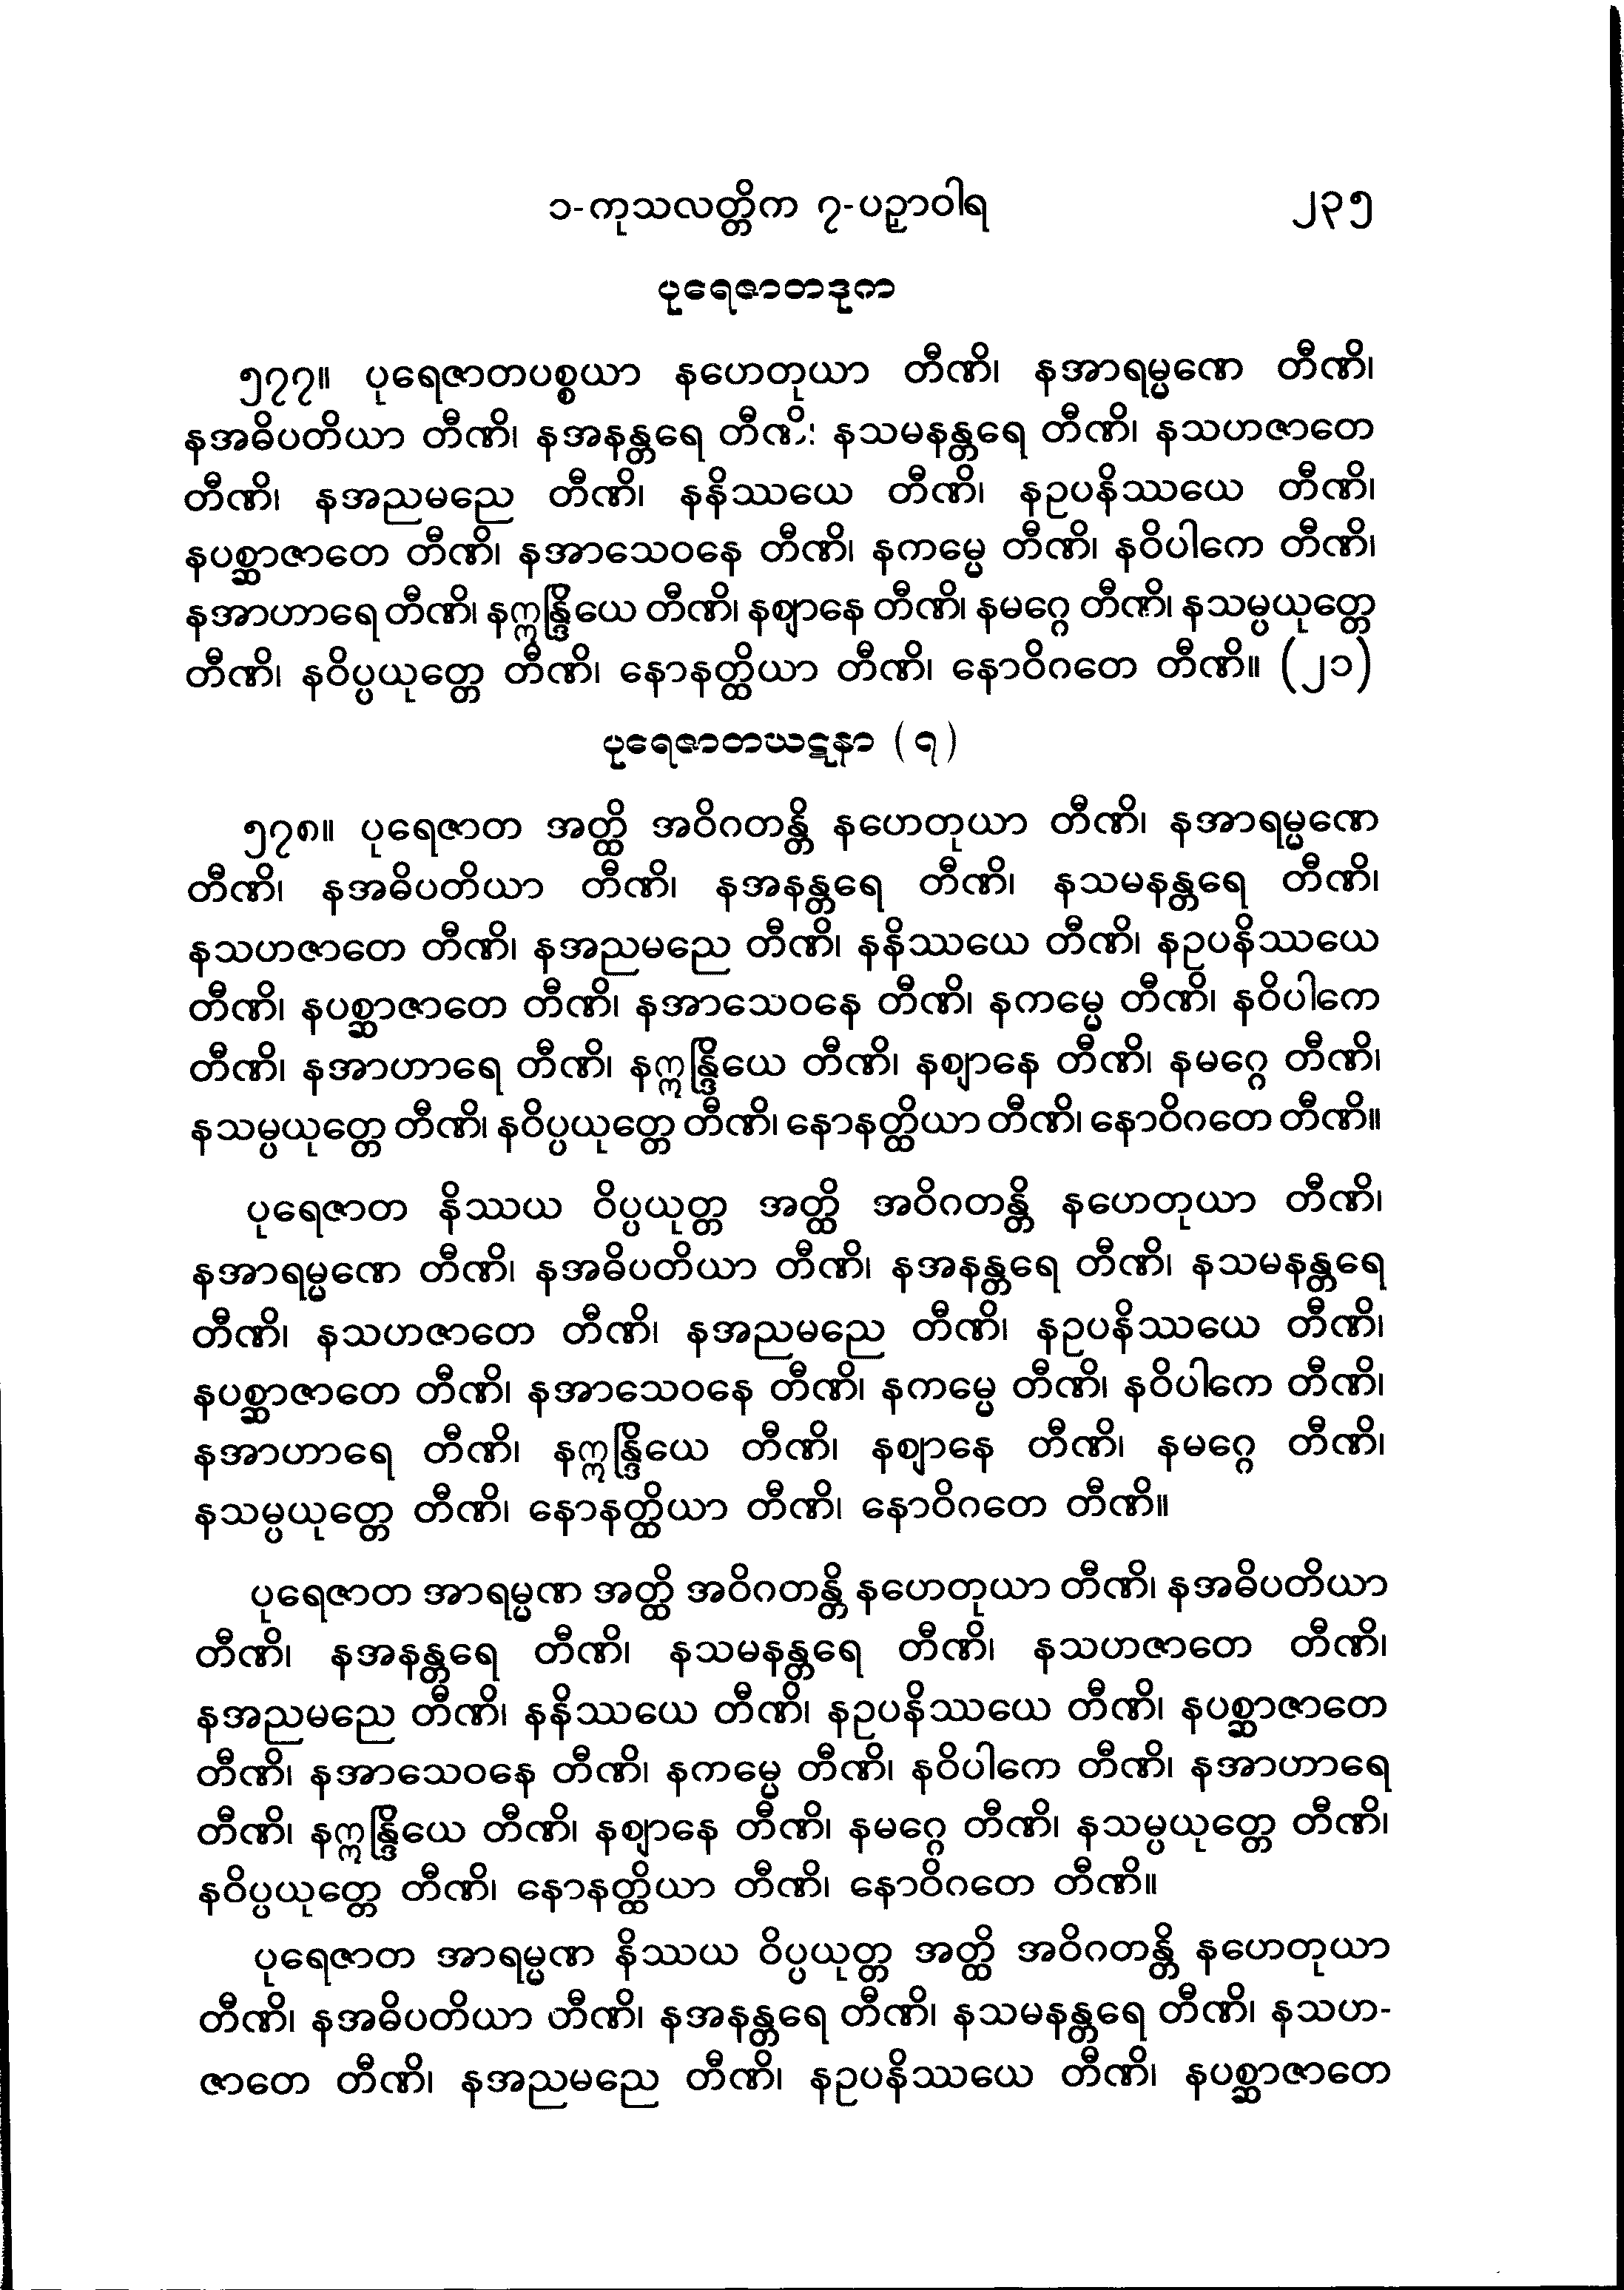 ၁-ကုသလတ္တိက ၇-ပဉှာဝါရ ၂၃၅
ပုရေဇာတဒုက
၅၇၇။ ပုရေဇာတပစ္စယာ နဟေတုယာ တီဏိ၊ နအာရမ္မဏေ တီဏိ၊
နအဓိပတိယာ တီဏိ၊ နအနန္တရေ တီဏိ၊ နသမနန္တရေ တီဏိ၊ နသဟဇာတေ
တီဏိ၊ နအညမညေ တီဏိ၊ နနိဿယေ တီဏိ၊ နဥပနိဿယေ တီဏိ၊
နပစ္ဆာဇာတေ တီဏိ၊ နအာသေဝနေ တီဏိ၊ နကမ္မေ တီဏိ၊ နဝိပါကေ တီဏိ၊
နအာဟာရေ တီဏိ၊ နဣန္ဒြိယေ တီဏိ၊ နဈာနေ တီဏိ၊ နမဂ္ဂေ တီဏိ၊ နသမ္ပယုတ္တေ
တီဏိ၊ နဝိပ္ပယုတ္တေ တီဏိ၊ နောနတ္ထိယာ တီဏိ၊ နောဝိဂတေ တီဏိ။ (၂၁)
ပုရေဇာတဃဋနာ (၇)
၅၇၈။ ပုရေဇာတ အတ္ထိ အဝိဂတန္တိ နဟေတုယာ တီဏိ၊ နအာရမ္မဏေ
တီဏိ၊ နအဓိပတိယာ တီဏိ၊ နအနန္တရေ တီဏိ၊ နသမနန္တရေ တီဏိ၊
နသဟဇာတေ တီဏိ၊ နအညမညေ တီဏိ၊ နနိဿယေ တီဏိ၊ နဥပနိဿယေ
တီဏိ၊ နပစ္ဆာဇာတေ တီဏိ၊ နအာသေဝနေ တီဏိ၊ နကမ္မေ တီဏိ၊ နဝိပါကေ
တီဏိ၊ နအာဟာရေ တီဏိ၊ နဣန္ဒြိယေ တီဏိ၊ နဈာနေ တီဏိ၊ နမဂ္ဂေ တီဏိ၊
နသမ္ပယုတ္တေ တီဏိ၊ နဝိပ္ပယုတ္တေ တီဏိ၊ နောနတ္ထိယာ တီဏိ၊ နောဝိဂတေ တီဏိ။
ပုရေဇာတ နိဿယ ဝိပ္ပယုတ္တ အတ္ထိ အဝိဂတန္တိ နဟေတုယာ တီဏိ၊
နအာရမ္မဏေ တီဏိ၊ နအဓိပတိယာ တီဏိ၊ နအနန္တရေ တီဏိ၊ နသမနန္တရေ
တီဏိ၊ နသဟဇာတေ တီဏိ၊ နအညမညေ တီဏိ၊ နဥပနိဿယေ တီဏိ၊
နပစ္ဆာဇာတေ တီဏိ၊ နအာသေဝနေ တီဏိ၊ နကမ္မေ တီဏိ၊ နဝိပါကေ တီဏိ၊
နအာဟာရေ တီဏိ၊ နဣန္ဒြိယေ တီဏိ၊ နဈာနေ တီဏိ၊ နမဂ္ဂေ တီဏိ၊
နသမ္ပယုတ္တေ တီဏိ၊ နောနတ္ထိယာ တီဏိ၊ နောဝိဂတေ တီဏိ။
ပုရေဇာတ အာရမ္မဏ အတ္ထိ အဝိဂတန္တိ နဟေတုယာ တီဏိ၊ နအဓိပတိယာ
တီဏိ၊ နအနန္တရေ တီဏိ၊ နသမနန္တရေ တီဏိ၊ နသဟဇာတေ တီဏိ၊
နအညမညေ တီဏိ၊ နနိဿယေ တီဏိ၊ နဥပနိဿယေ တီဏိ၊ နပစ္ဆာဇာတေ
တီဏိ၊ နအာသေဝနေ တီဏိ၊ နကမ္မေ တီဏိ၊ နဝိပါကေ တီဏိ၊ နအာဟာရေ
တီဏိ၊ နဣန္ဒြိယေ တီဏိ၊ နဈာနေ တီဏိ၊ နမဂ္ဂေ တီဏိ၊ နသမ္ပယုတ္တေ တီဏိ၊
နဝိပ္ပယုတ္တေ တီဏိ၊ နောနတ္ထိယာ တီဏိ၊ နောဝိဂတေ တီဏိ။
ပုရေဇာတ အာရမ္မဏ နိဿယ ဝိပ္ပယုတ္တ အတ္ထိ အဝိဂတန္တိ နဟေတုယာ
တီဏိ၊ နအဓိပတိယာ တီဏိ၊ နအနန္တရေ တီဏိ၊ နသမနန္တရေ တီဏိ၊ နသဟ-
ဇာတေ တီဏိ၊ နအညမညေ တီဏိ၊ နဥပနိဿယေ တီဏိ၊ နပစ္ဆာဇာတေ